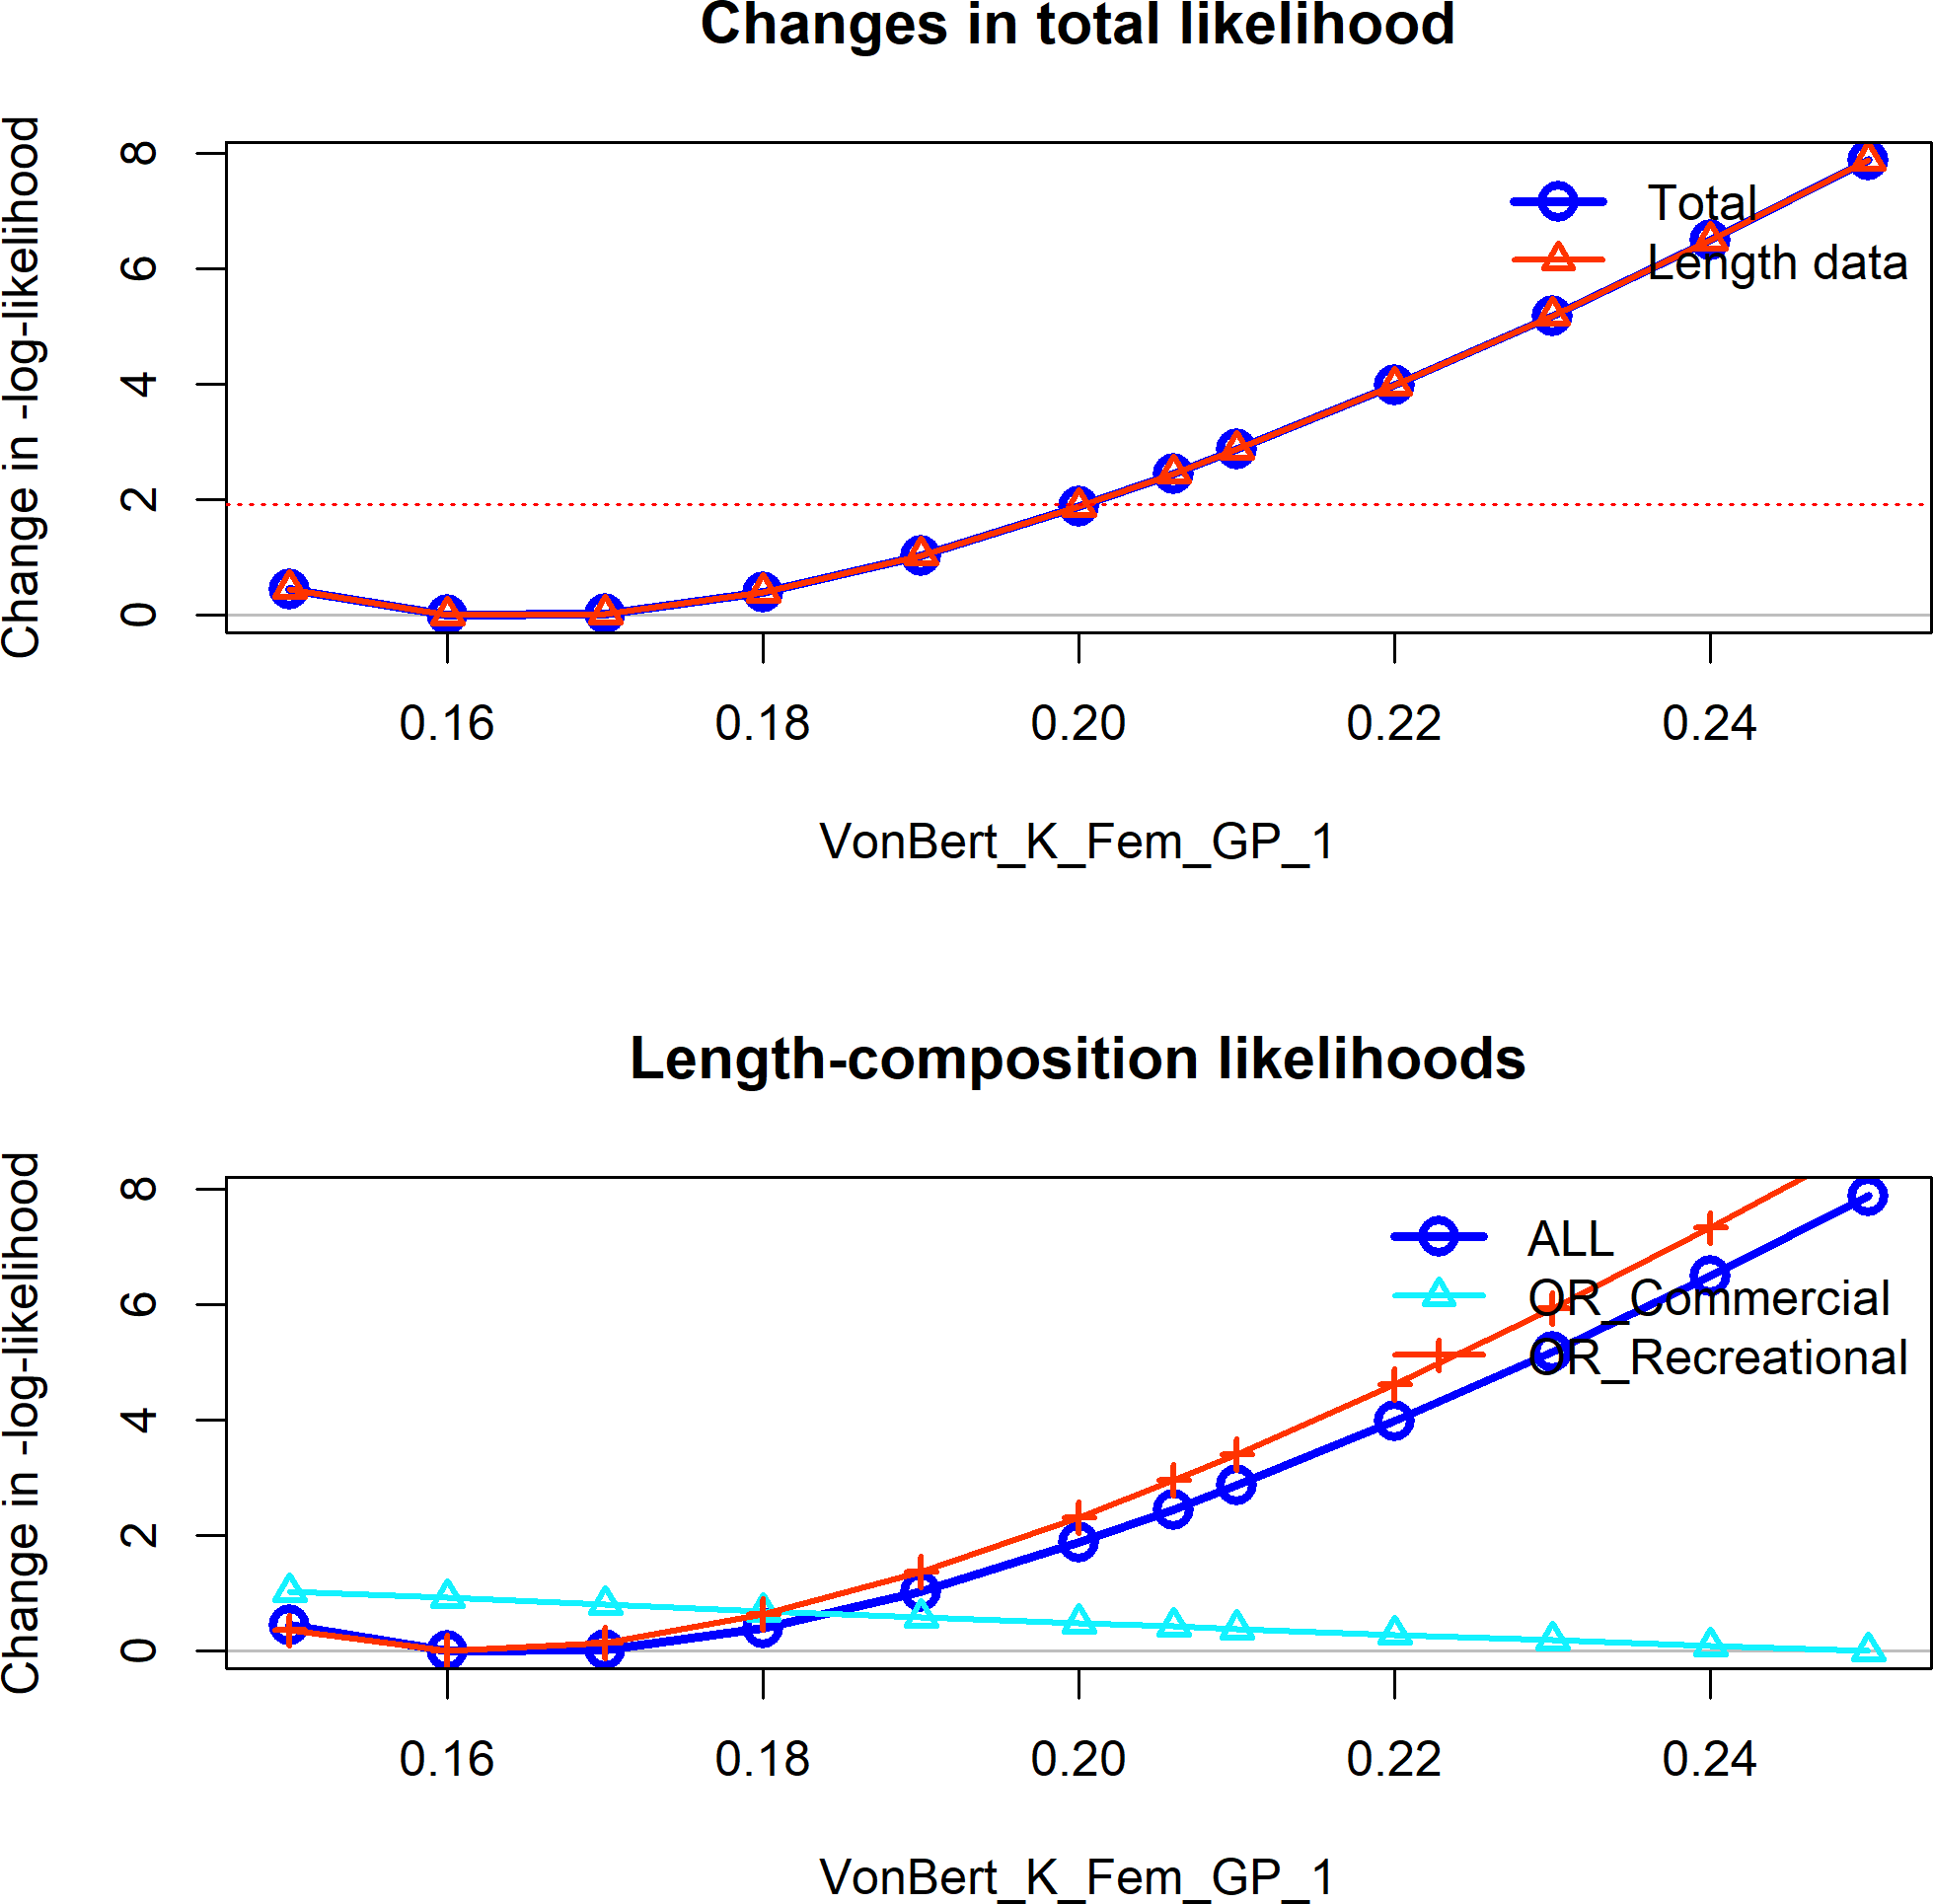 Changes in total likelihood
Change in -log-likelihood
8
6
4
2
0
Total
Length data
0.16 0.18 0.20 0.22 0.24
VonBert_K_Fem_GP_1
Length-composition likelihoods
Change in -log-likelihood
8
6
4
2
0
ALL
OR_Commercial
OR_Recreational
0.16 0.18 0.20 0.22 0.24
VonBert_K_Fem_GP_1